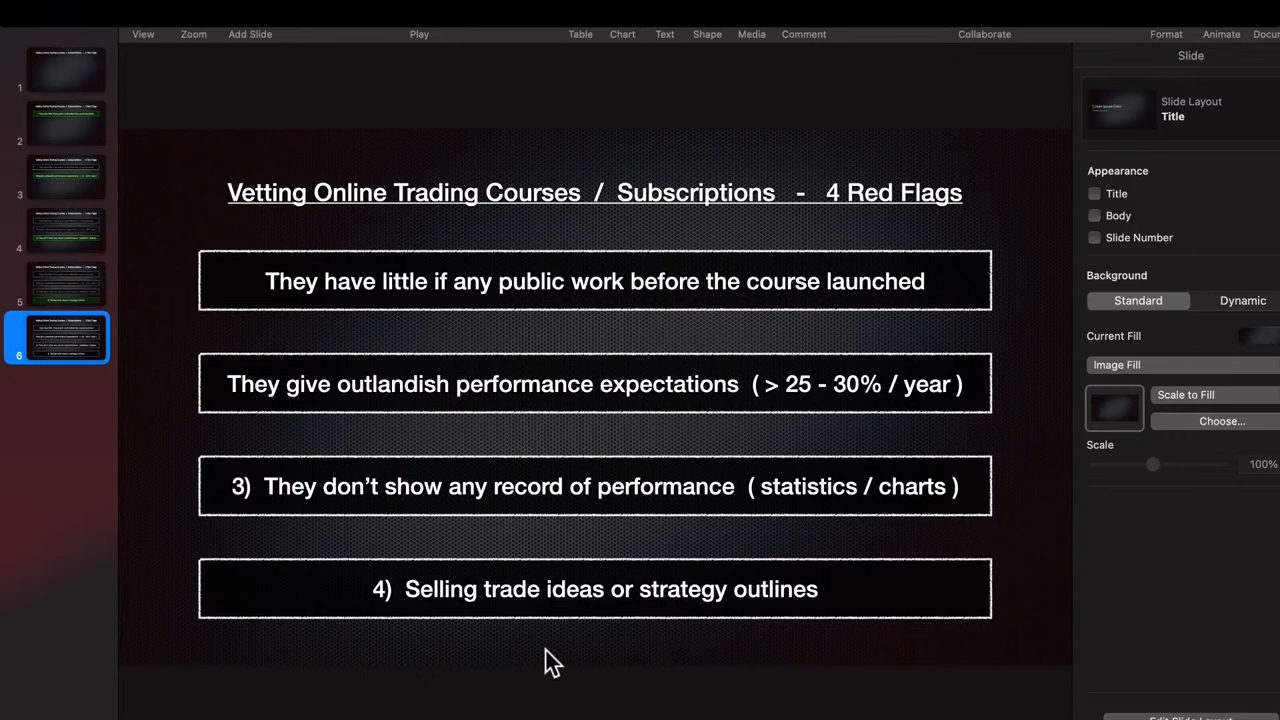 View Zoom Add Slide Play Table Chart Text Shape Media Comment Collaborate Format Animate
Slide
1
2
3
4
5
6
Vetting Online Trading Courses / Subscriptions - 4 Red Flags
They have little if any public work before the course launched
They give outlandish performance expectations ( > 25 - 30% / year )
3) They don’t show any record of performance ( statistics / charts )
4) Selling trade ideas or strategy outlines
Slide Layout
Title
Appearance
Title
Body
Slide Number
Background
Standard Dynamic
Current Fill
Image Fill
Scale to Fill
Choose...
Scale
100%